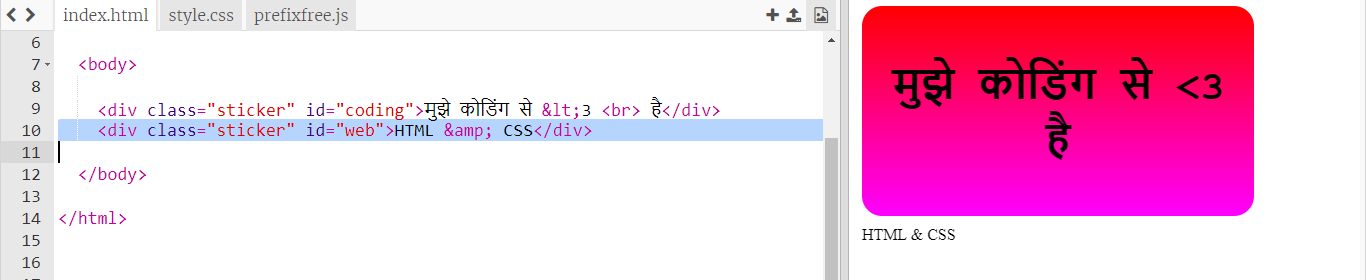 index.html style.css prefixfree.js
6
7 <body>
8
9 <div class="sticker" id="coding">मुझे कोडिंग से &lt;3 <br> है</div>
10 <div class="sticker" id="web">HTML &amp; CSS</div>
11
12 </body>
13
14 </html>
15
16
मुझे कोडिंग से <3
है
HTML & CSS